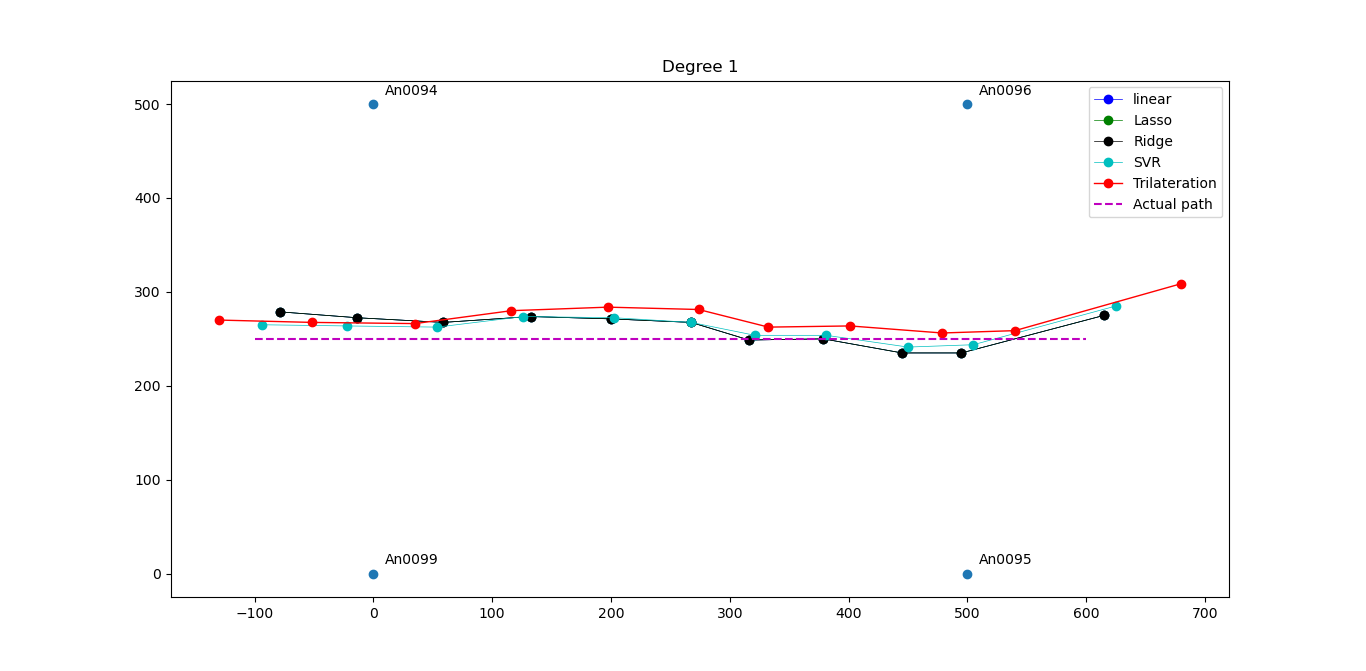 Degree 1
An0094
An0096
linear
Lasso
Ridge
SVR
Trilateration
Actual path
500
400
300
200
100
0
An0099
An0095
−100
0
100
200
300
400
500
600
700